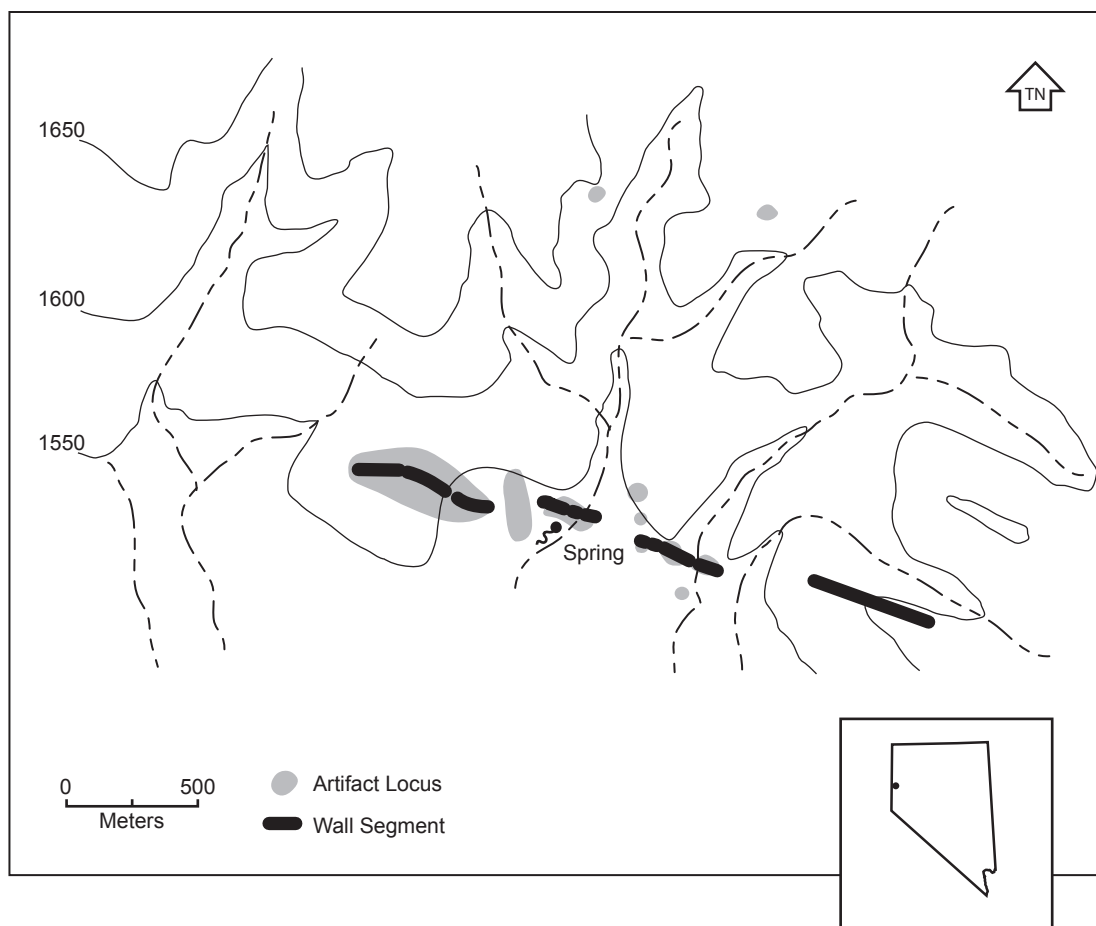 TN
1650
1600
1550
Spring
0 500
Meters
Artifact Locus
Wall Segment